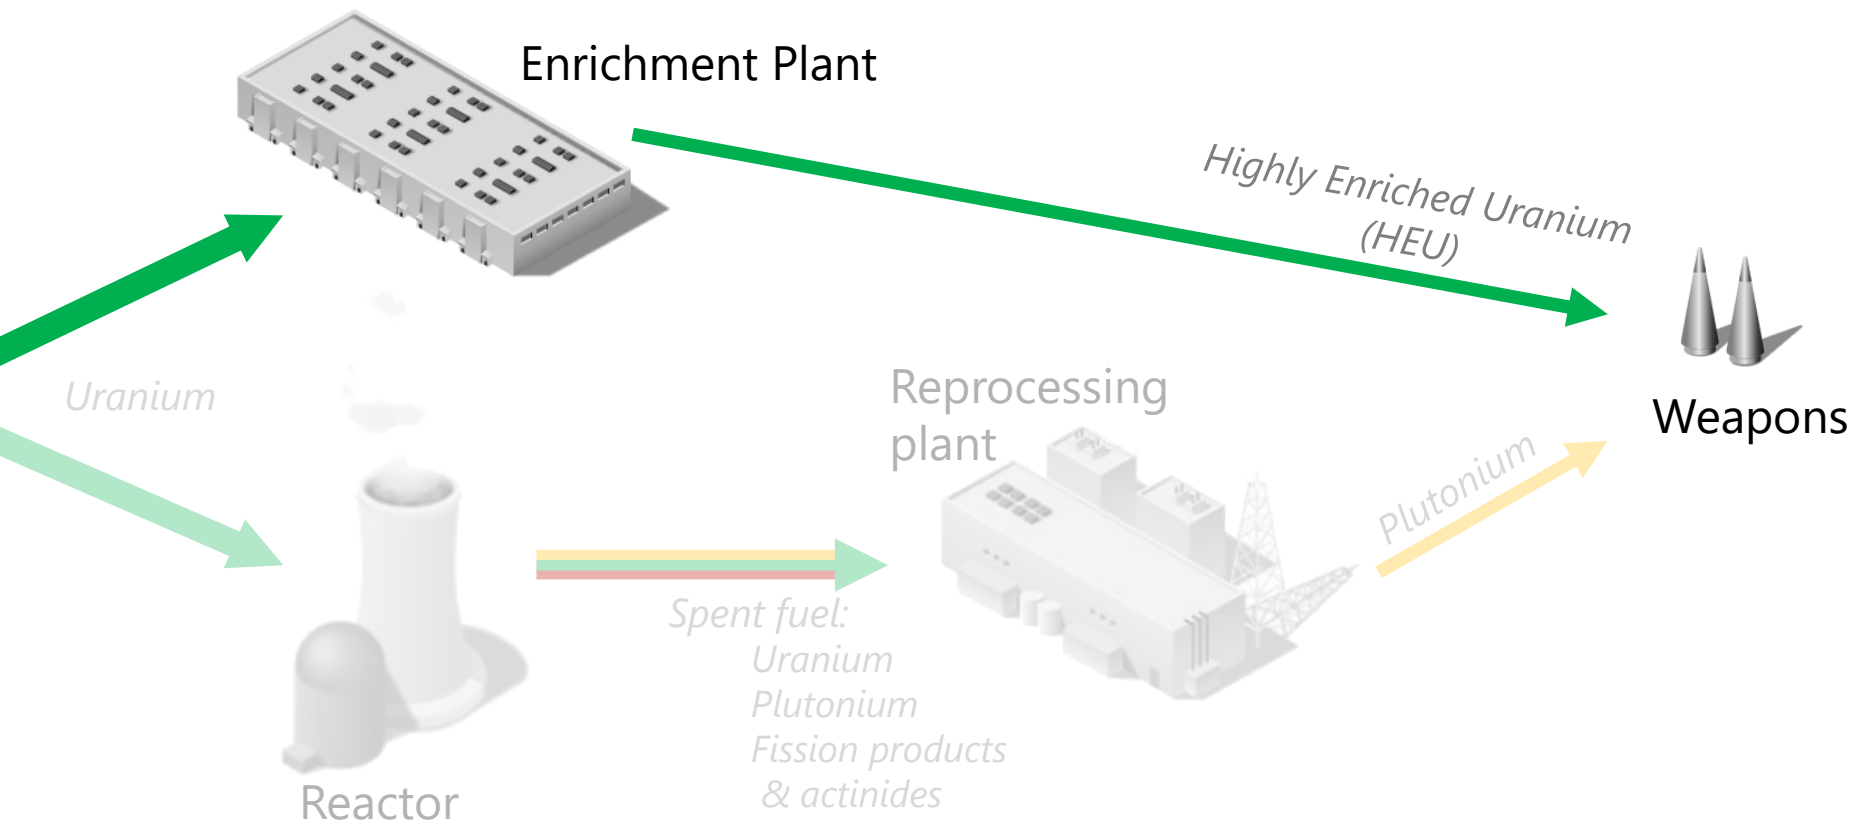 Enrichment Plant
Highly Enriched Uranium
(HEU)
Uranium
Reprocessing
plant
Weapons
Plutonium
Spent fuel:
Uranium
Plutonium
Fission products
& actinides
Reactor